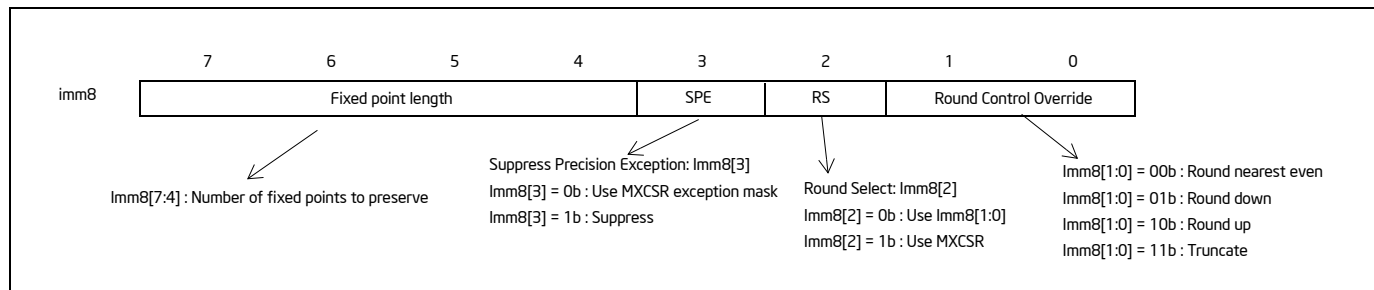 7 6 5 4 3 2 1 0
imm8 Fixed point length SPE RS Round Control Override
Imm8[7:4] : Number of fixed points to preserve
Suppress Precision Exception: Imm8[3]
Imm8[3] = 0b : Use MXCSR exception mask
Imm8[3] = 1b : Suppress
Round Select: Imm8[2]
Imm8[2] = 0b : Use Imm8[1:0]
Imm8[2] = 1b : Use MXCSR
Imm8[1:0] = 00b : Round nearest even
Imm8[1:0] = 01b : Round down
Imm8[1:0] = 10b : Round up
Imm8[1:0] = 11b : Truncate